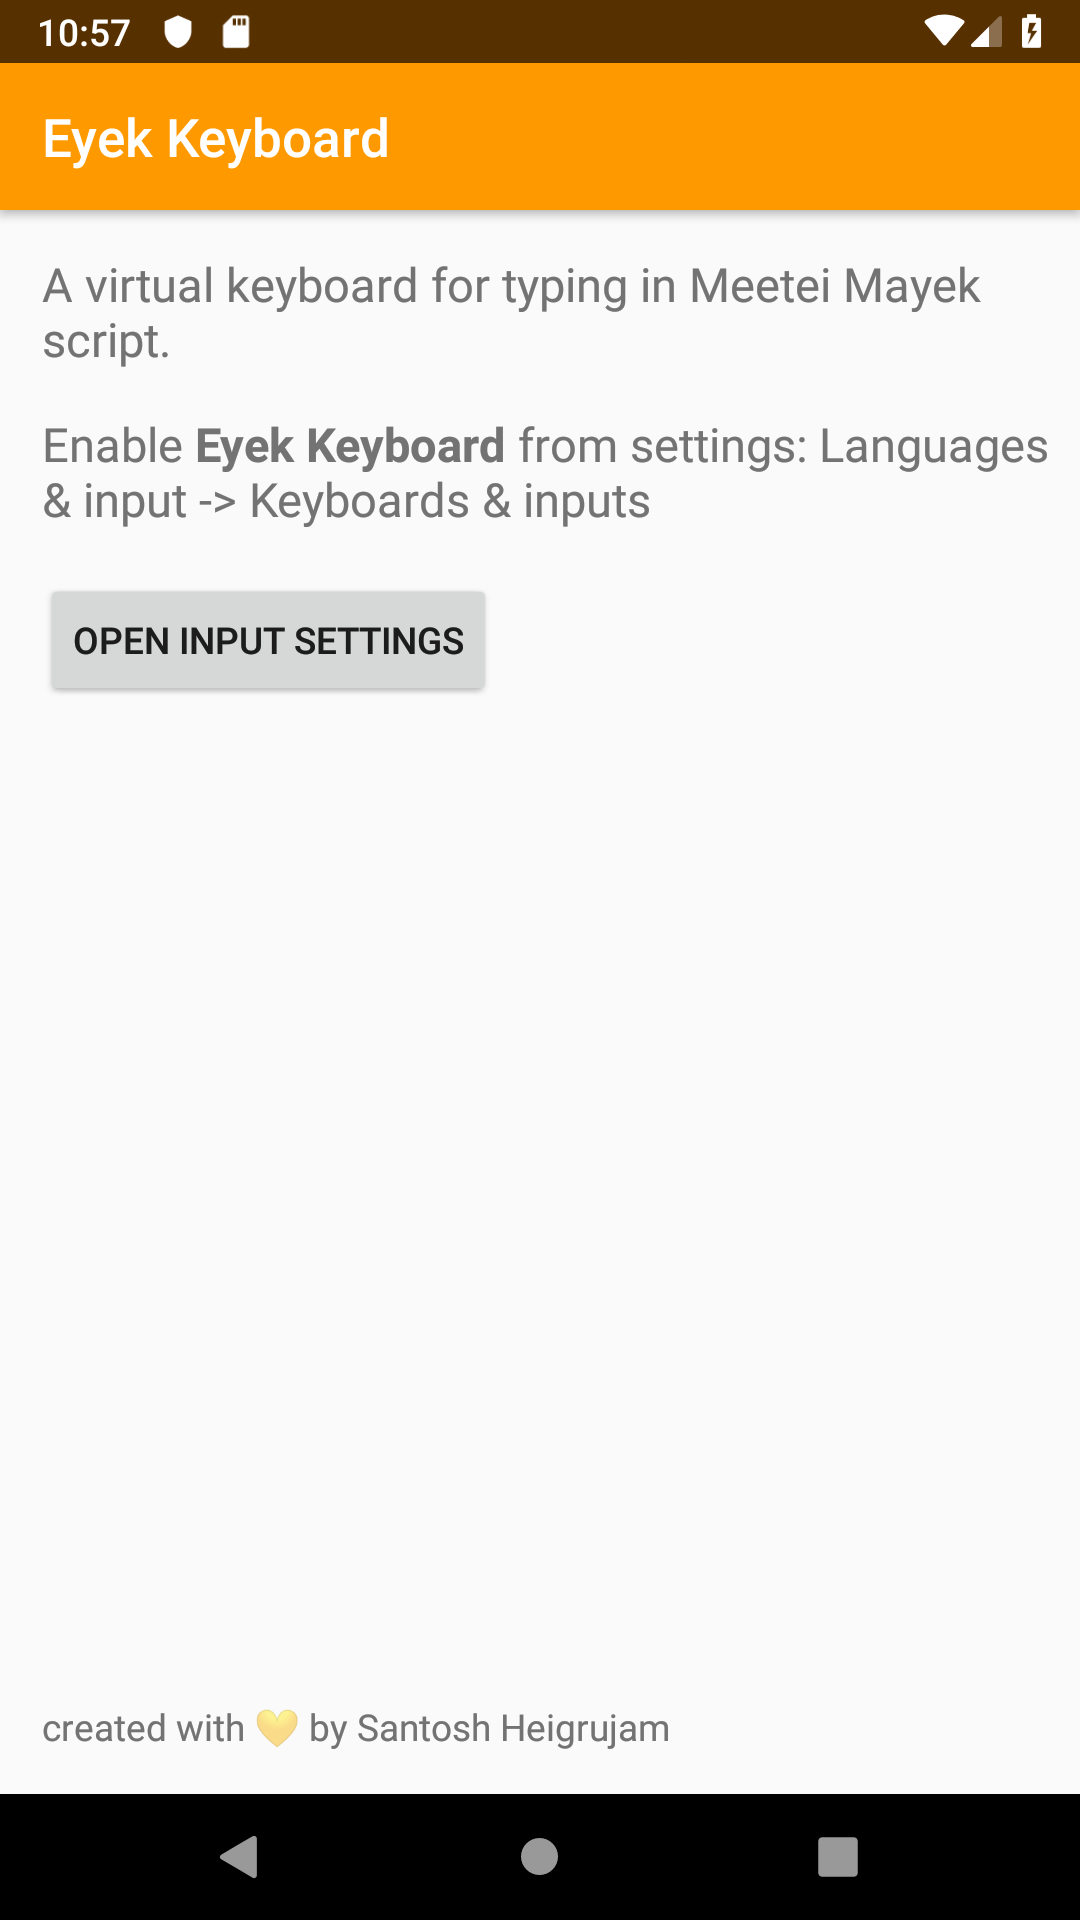 10:57
Eyek Keyboard
A virtual keyboard for typing in Meetei Mayek
script.
Enable Eyek Keyboard from settings: Languages
& input -> Keyboards & inputs
OPEN INPUT SETTINGS
created with 💛 by Santosh Heigrujam